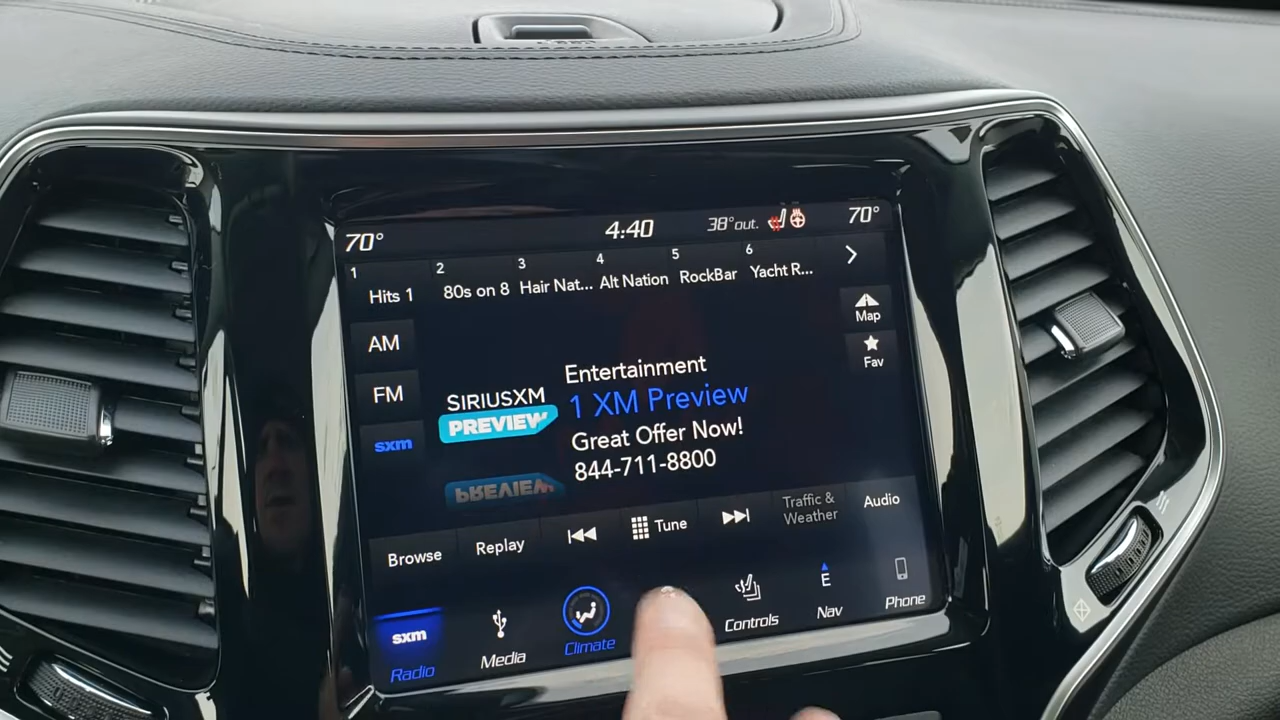 70° 4:40 38°out. 70°
1 2 3 4 5 6
Hits 1 80s on 8 Hair Nat... Alt Nation RockBar Yacht R...
AM
Map
FM
Fav
sxm
SIRIUSXM
PREVIEW
Entertainment
1 XM Preview
Great Offer Now!
844-711-8800
PREVIEW
Browse Replay Tune Traffic & Weather Audio
sxm
E
Radio Media Climate Controls Nav Phone